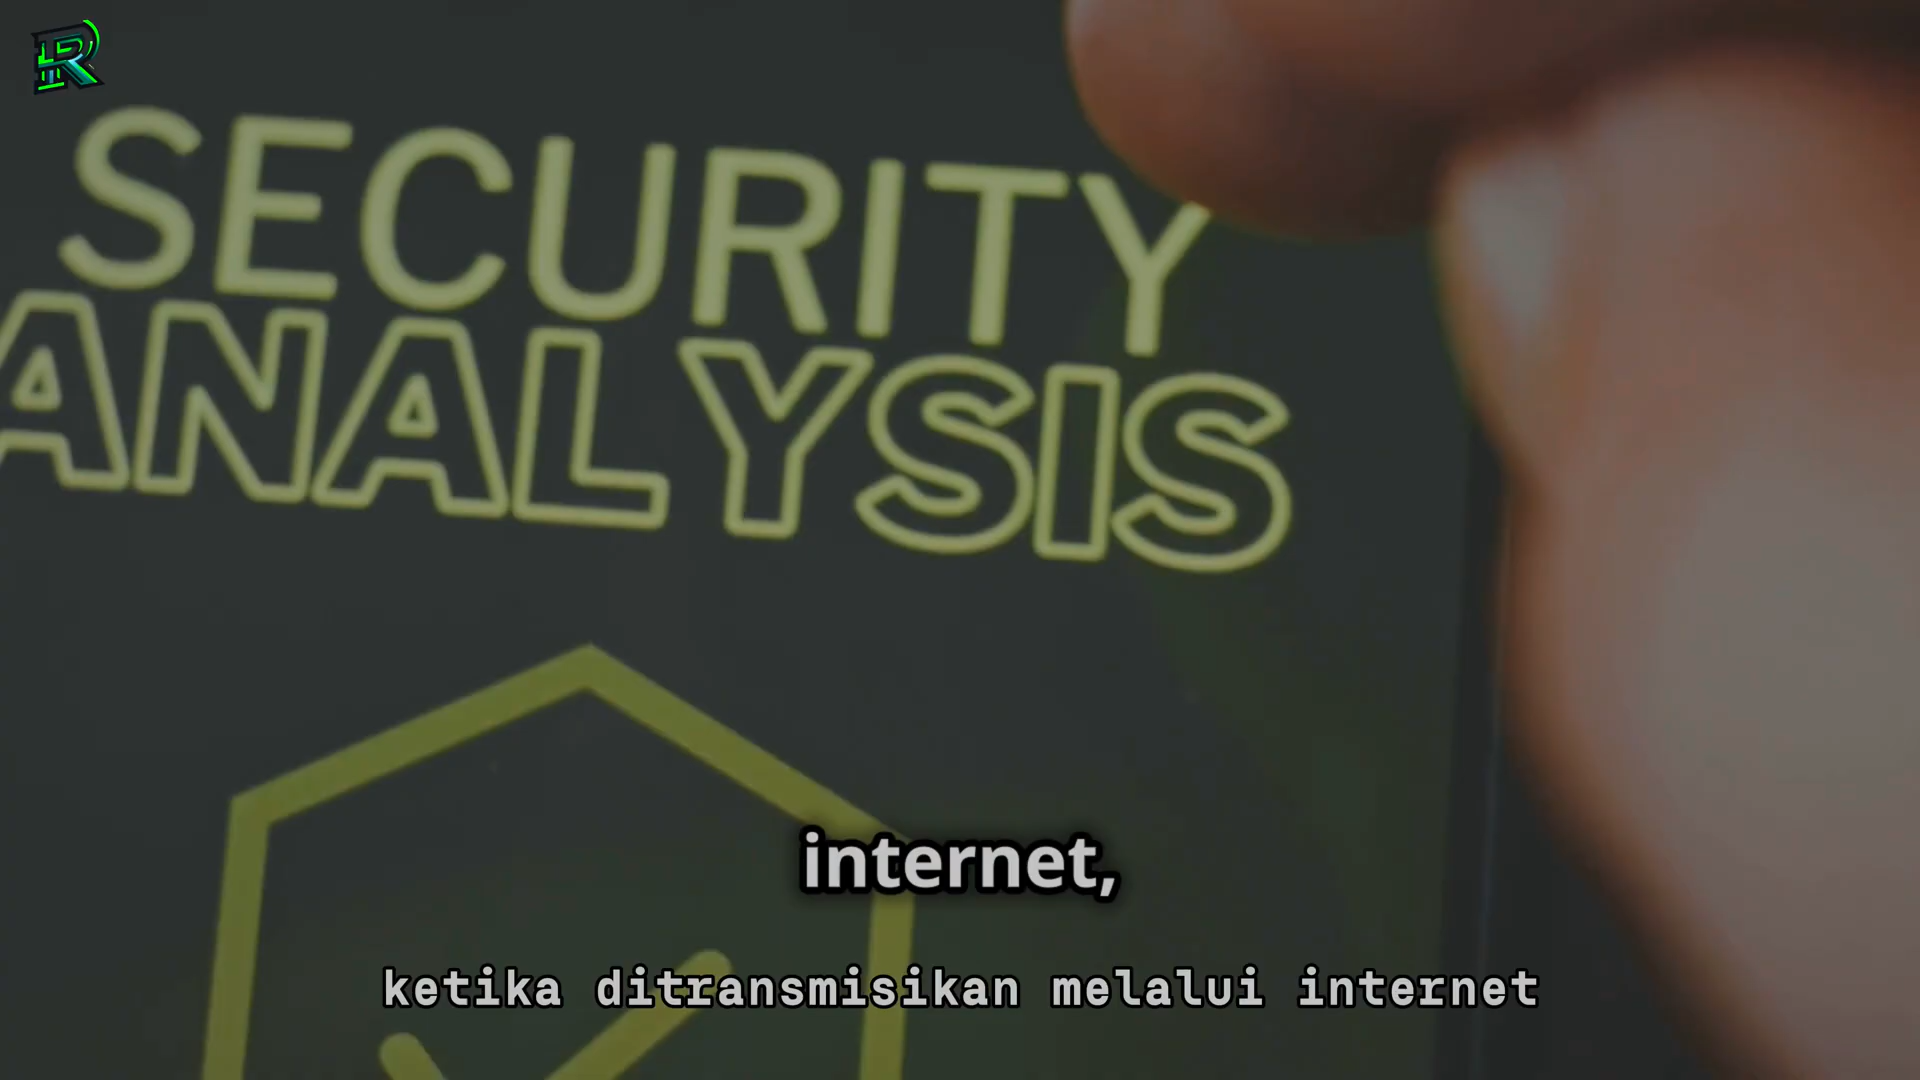 SECURITY
ANALYSIS
internet,
ketika ditransmisikan melalui internet